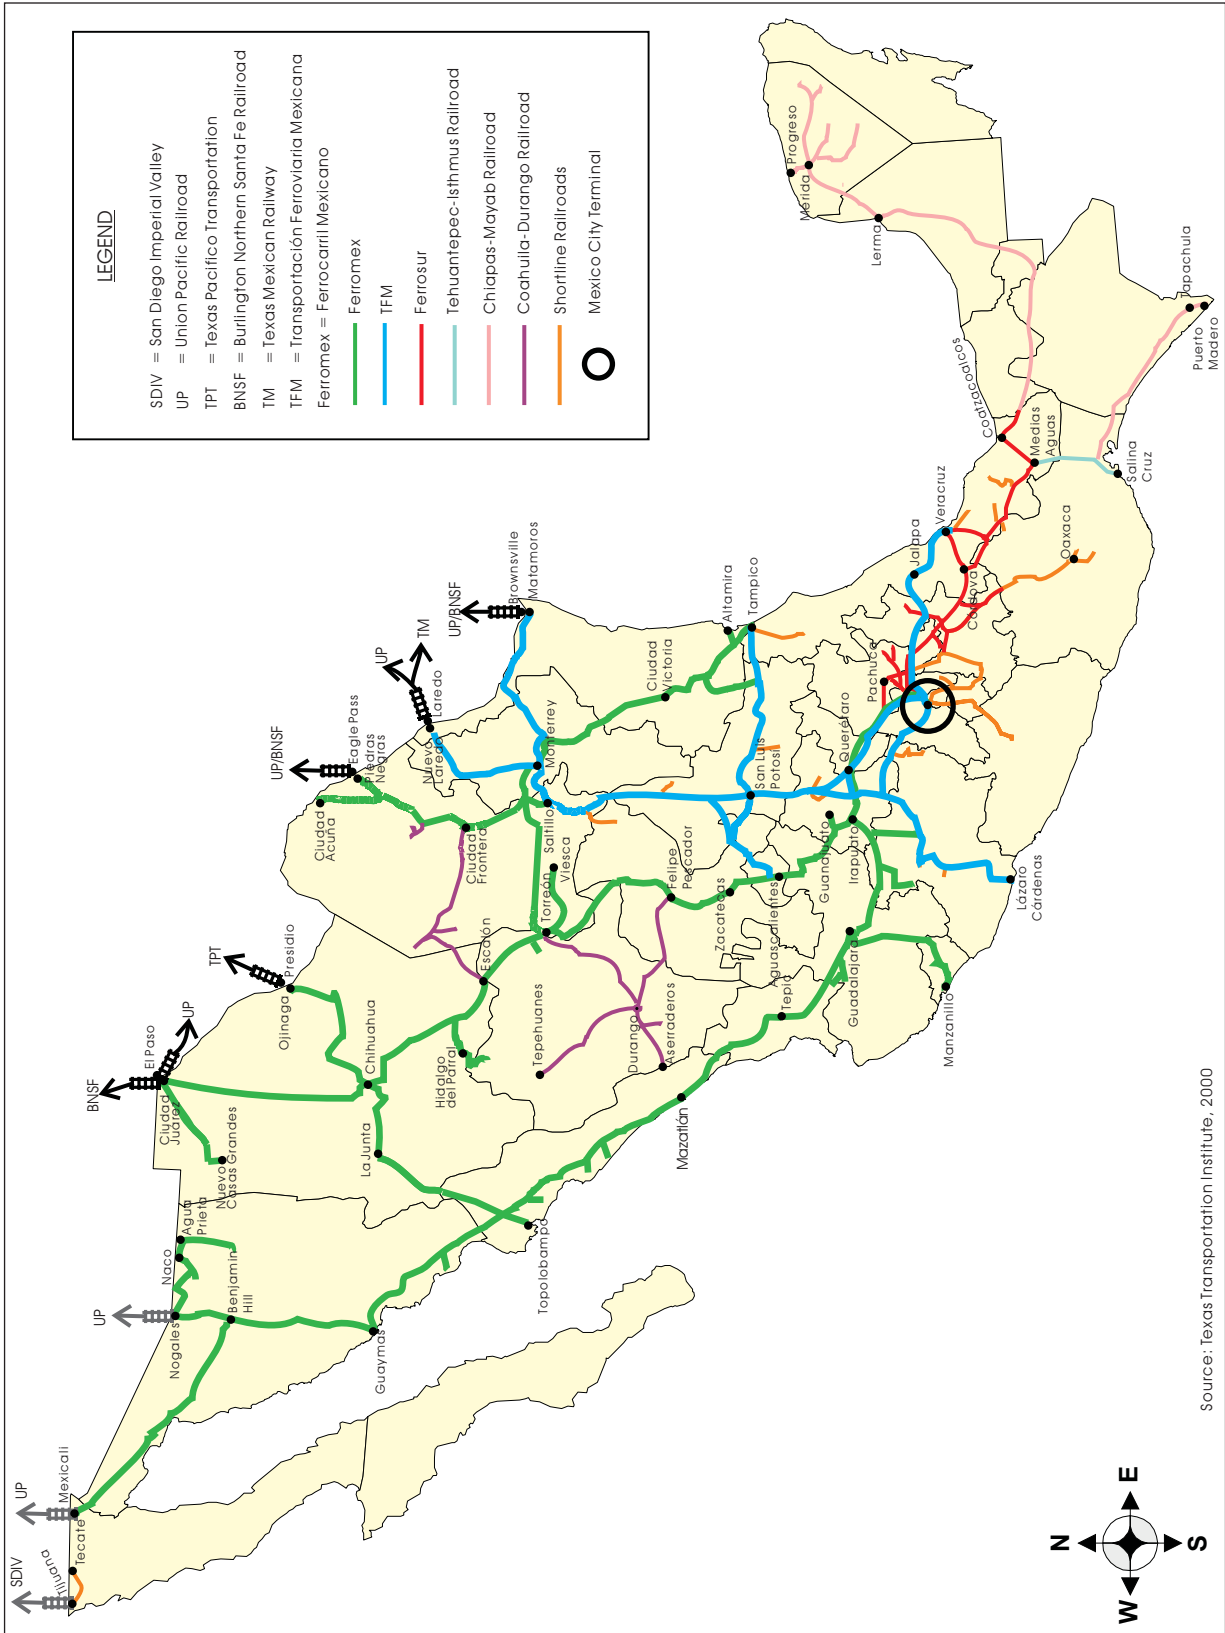 LEGEND
SDIV = San Diego Imperial Valley
UP = Union Pacific Railroad
TPT = Texas Pacifico Transportation
BNSF = Burlington Northern Santa Fe Railroad
TM = Texas Mexican Railway
TFM = Transportación Ferroviaria Mexicana
Ferromex = Ferrocarril Mexicano
Ferromex
TFM
Ferrosur
Tehuantepec-Isthmus Railroad
Chiapas-Mayab Railroad
Coahuila-Durango Railroad
Shortline Railroads
Mexico City Terminal
SDIV
UP
UP
BNSF
UP
TPT
UP/BNSF
UP
TM
UP/BNSF
Tijuana
Tecate
Mexicali
Nogales
Naco
Agua
Prieta
Benjamin
Hill
Guaymas
El Paso
Ciudad
Juárez
Nuevo
Casas Grandes
Presidio
Ojinaga
Chihuahua
La Junta
Topolobampo
Hidalgo
del Parral
Escalón
Ciudad
Acuña
Eagle Pass
Piedras
Negras
Ciudad
Frontera
Laredo
Nuevo
Laredo
Monterrey
Saltillo
Brownsville
Matamoros
Torreón
Viesca
Tepehuanes
Durango
Aserraderos
Felipe
Pescador
Mazatlán
Zacatecas
Aguascalientes
Tepic
Ciudad
Victoria
Altamira
Tampico
San Luis
Potosí
Guanajuato
Irapuato
Querétaro
Guadalajara
Manzanillo
Lázaro
Cárdenas
Pachuca
Jalapa
Veracruz
Córdova
Oaxaca
Coatzacoalcos
Medias
Aguas
Salina
Cruz
Tapachula
Puerto
Madero
Lerma
Mérida
Progreso
N
E
S
W
Source: Texas Transportation Institute, 2000